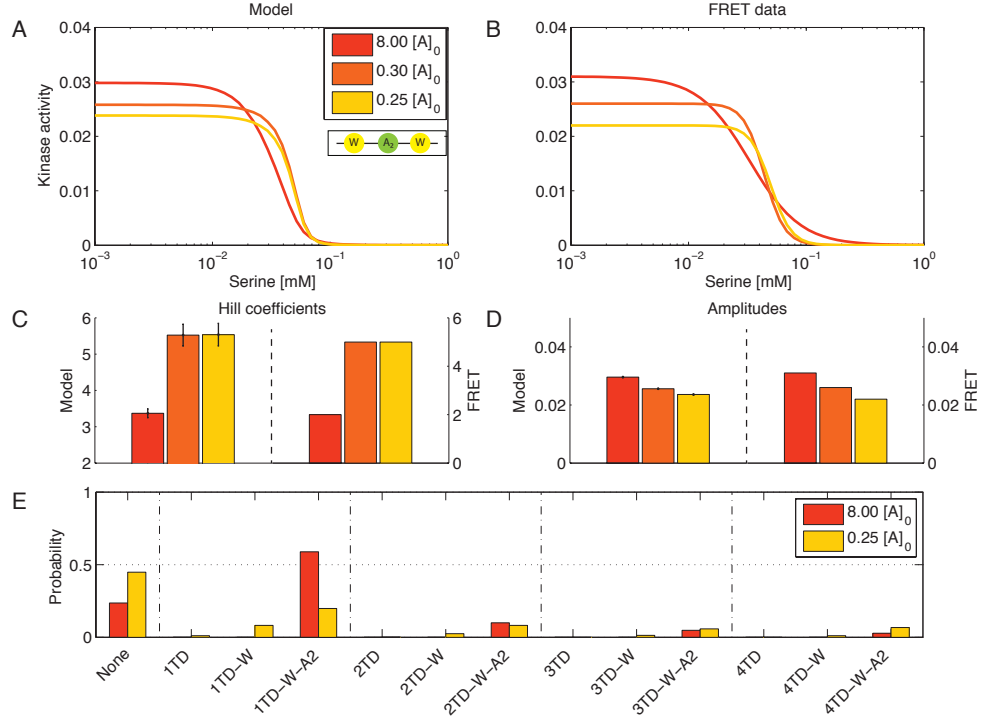 Model
FRET data
A
B
0.04
0.03
0.02
0.01
0
Kinase activity
8.00 [A]0
0.30 [A]0
0.25 [A]0
W
A2
W
10−3
10−2
10−1
100
Serine [mM]
0.04
0.03
0.02
0.01
0
10−3
10−2
10−1
100
Serine [mM]
C
Hill coefficients
6
5
4
3
2
Model
6
4
2
0
FRET
D
Amplitudes
0.04
0.02
0
Model
0.04
0.02
0
FRET
E
1
0.5
0
Probability
8.00 [A]0
0.25 [A]0
None
1TD
1TD−W
1TD−W−A2
2TD
2TD−W
2TD−W−A2
3TD
3TD−W
3TD−W−A2
4TD
4TD−W
4TD−W−A2